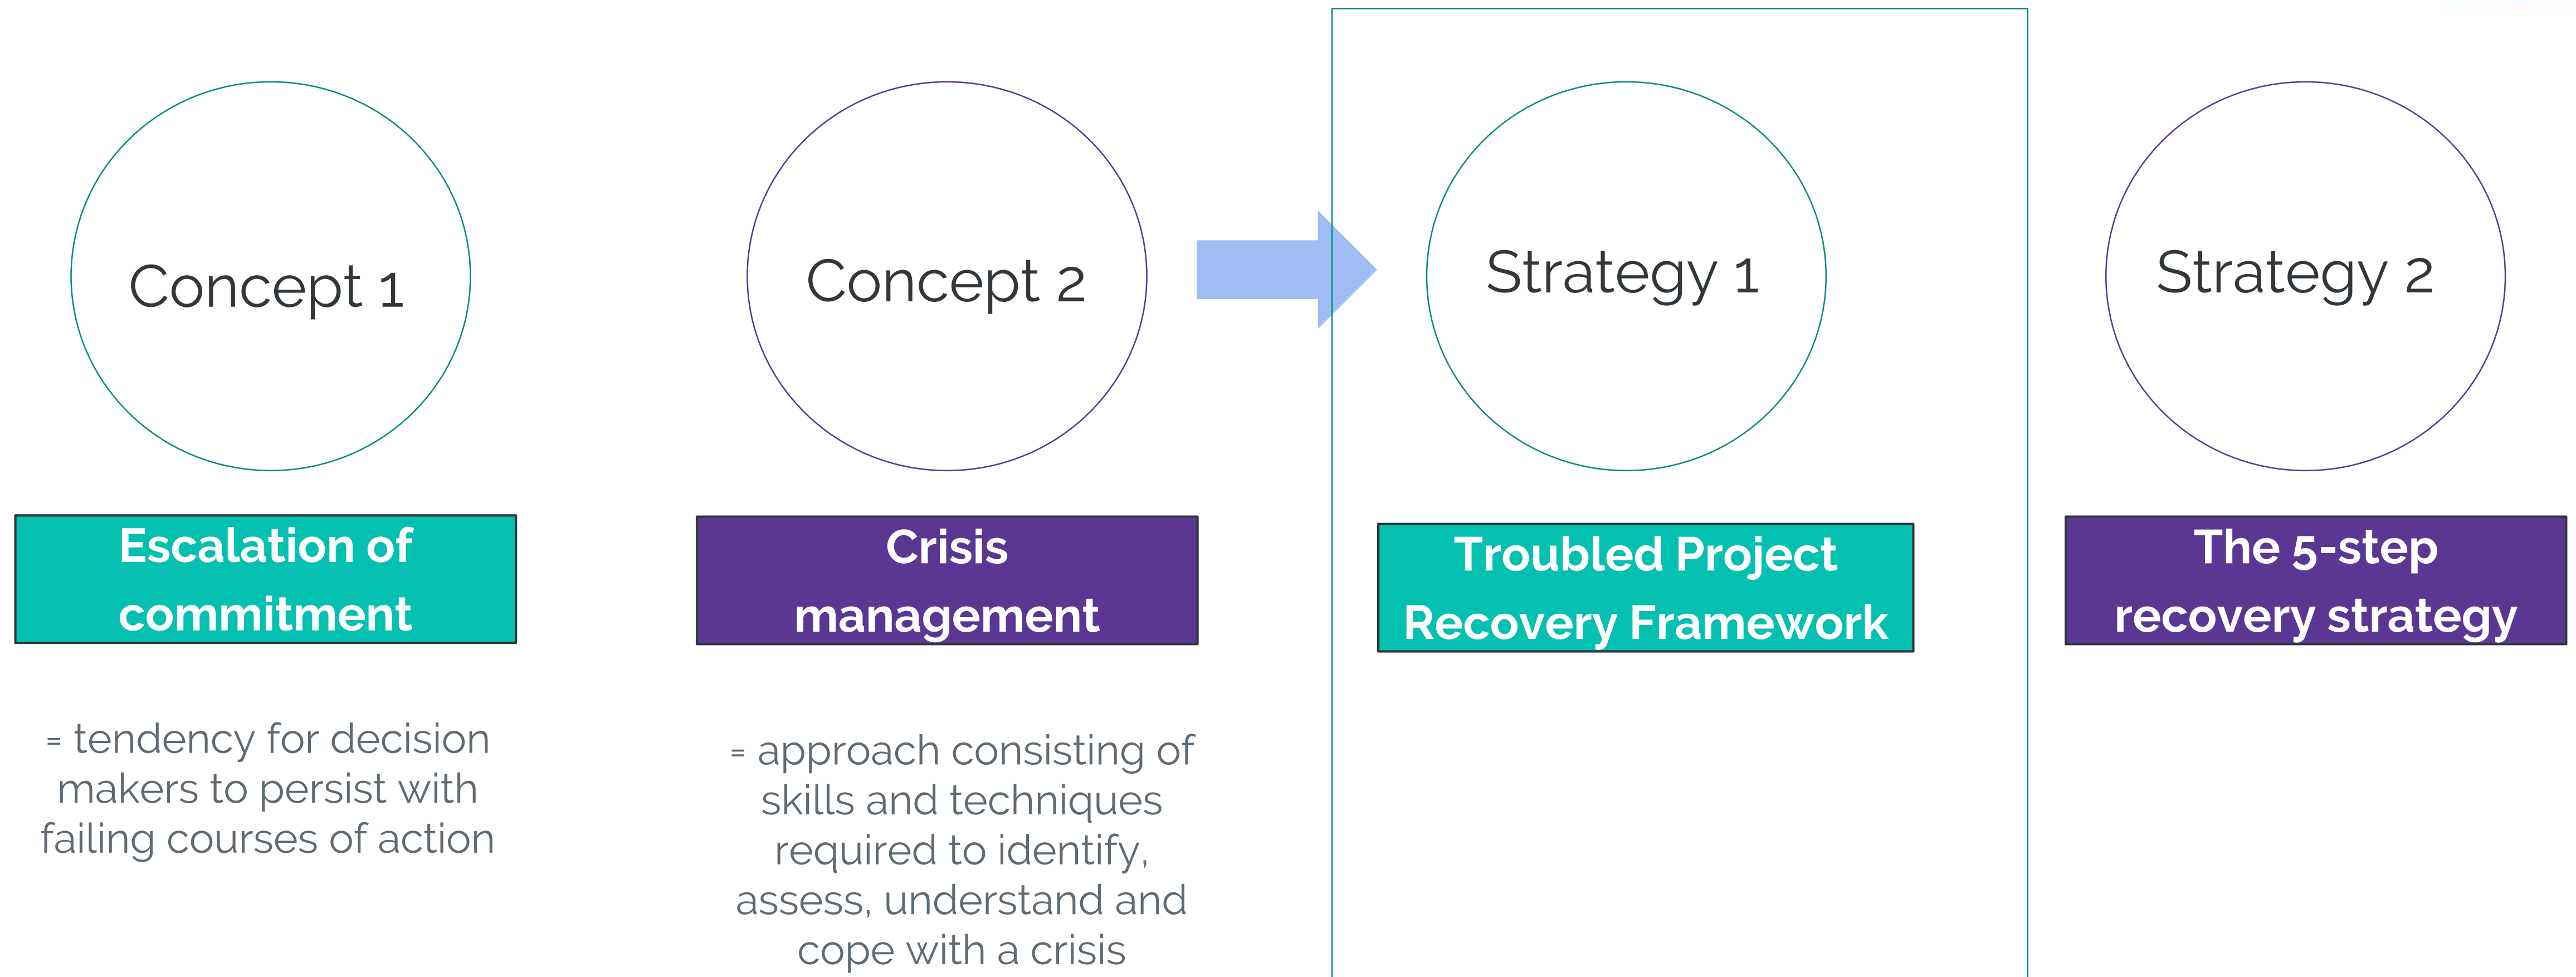 Concept 1
Escalation of
commitment
= tendency for decision
makers to persist with
failing courses of action
Concept 2
Crisis
management
= approach consisting of
skills and techniques
required to identify,
assess, understand and
cope with a crisis
Strategy 1
Troubled Project
Recovery Framework
Strategy 2
The 5-step
recovery strategy